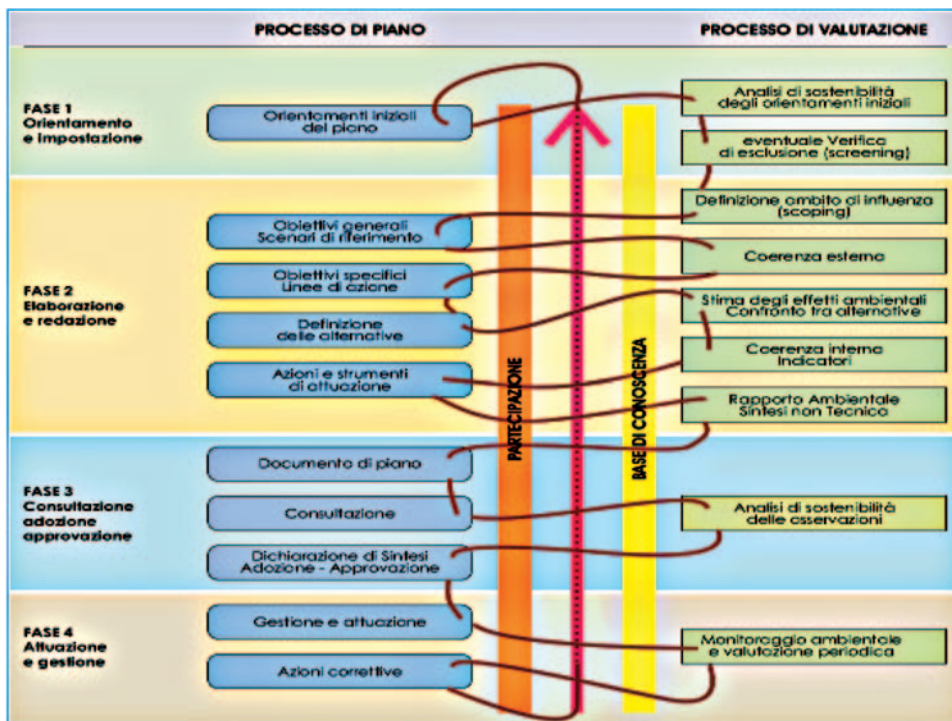 PROCESSO DI PIANO
PROCESSO DI VALUTAZIONE
FASE 1
Orientamento
e impostazione
Orientamenti iniziali
del piano
Analisi di sostenibilità
degli orientamenti iniziali
eventuale Verifica
di esclusione (screening)
FASE 2
Elaborazione
e redazione
Obiettivi generali
Scenari di riferimento
Obiettivi specifici
Linee di azione
Definizione
delle alternative
Azioni e strumenti
di attuazione
Definizione ambito di influenza
(scoping)
Coerenza esterna
Stima degli effetti ambientali
Confronto tra alternative
Coerenza interna
Indicatori
Rapporto Ambientale
Sintesi non Tecnica
PARTECIPAZIONE
BASE DI CONOSCENZA
FASE 3
Consultazione
adozione
approvazione
Documento di piano
Consultazione
Dichiarazione di Sintesi
Adozione - Approvazione
Analisi di sostenibilità
delle osservazioni
FASE 4
Attuazione
e gestione
Gestione e attuazione
Azioni correttive
Monitoraggio ambientale
e valutazione periodica